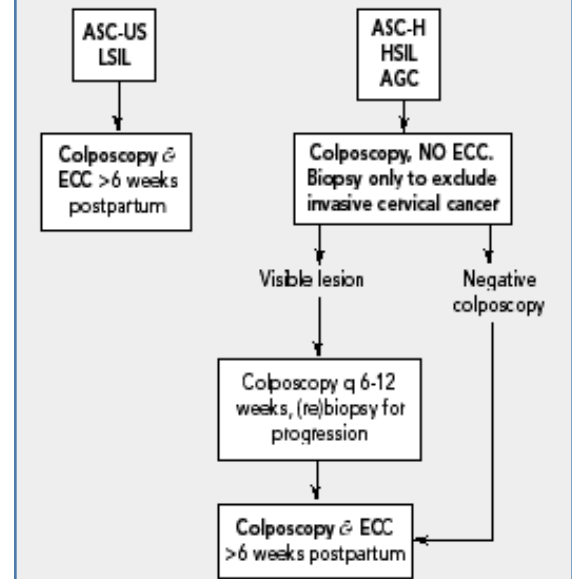 ASC-US
LSIL
Colposcopy &
ECC >6 weeks
postpartum
ASC-H
HSIL
AGC
Colposcopy, NO ECC.
Biopsy only to exclude
invasive cervical cancer
Visible lesion
Negative
colposcopy
Colposcopy q 6-12
weeks, (re)biopsy for
progression
Colposcopy & ECC
>6 weeks postpartum